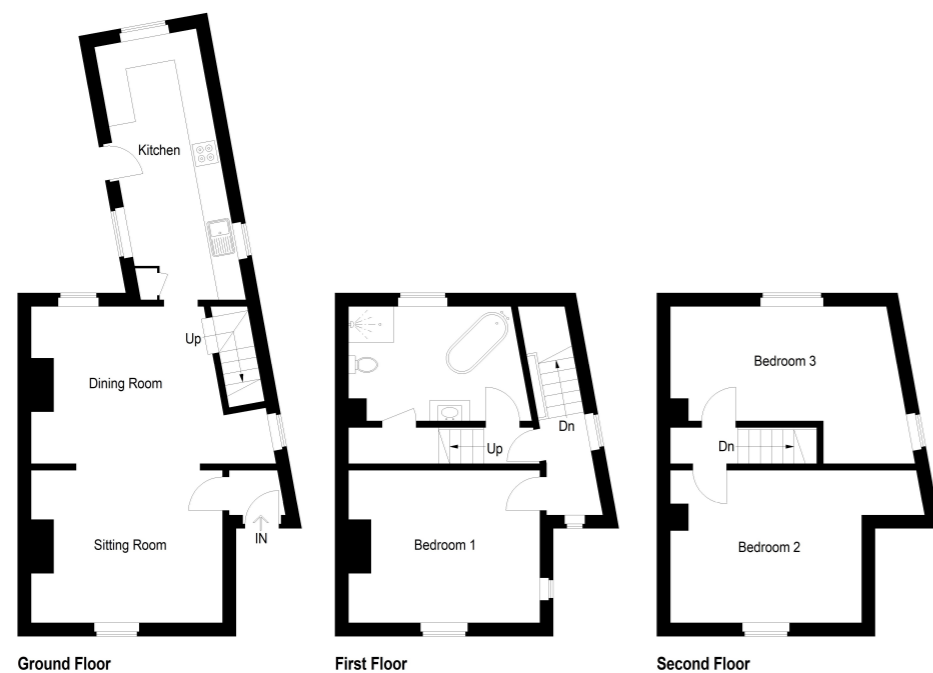 Kitchen
Up
Dining Room
Sitting Room
IN
Ground Floor
Dn
Up
Bedroom 1
First Floor
Bedroom 3
Dn
Bedroom 2
Second Floor